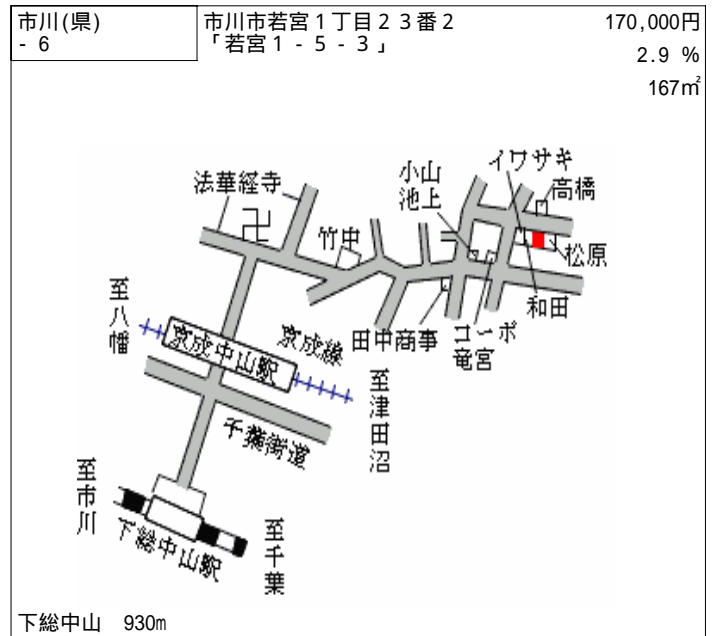 市川(県)
- 6
市川市若宮１丁目２３番２
「若宮１－５－３」
170,000円
2.9 %
167㎡
イワサキ
小山
池上
高橋
法華経寺
卍
竹中
松原
和田
至八幡
京成中山駅
京成線
田中商事
コーポ
竜宮
至津田沼
千葉街道
至市川
下総中山駅
至千葉
下総中山 930m